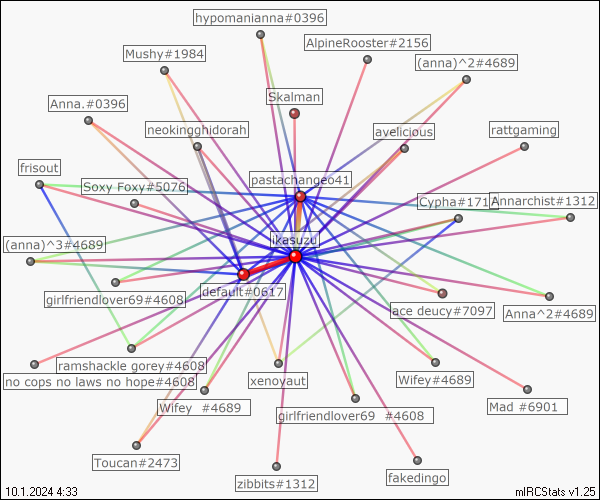 hypomanianna#0396
AlpineRooster#2156
Mushy#1984
(anna)^2#4689
Skalman
Anna.#0396
neokingghidorah
avelicious
rattgaming
frisout
Soxy Foxy#5076
pastachangeo41
Cypha#171
Annarchist#1312
ikasuzu
(anna)^3#4689
default#0617
girlfriendlover69#4608
ace deucy#7097
Anna^2#4689
ramshackle gorey#4608
no cops no laws no hope#4608
xenoyaut
Wifey#4689
Wifey  #4689
girlfriendlover69  #4608
Mad #6901
Toucan#2473
zibbits#1312
fakedingo
10.1.2024 4:33
mIRCStats v1.25